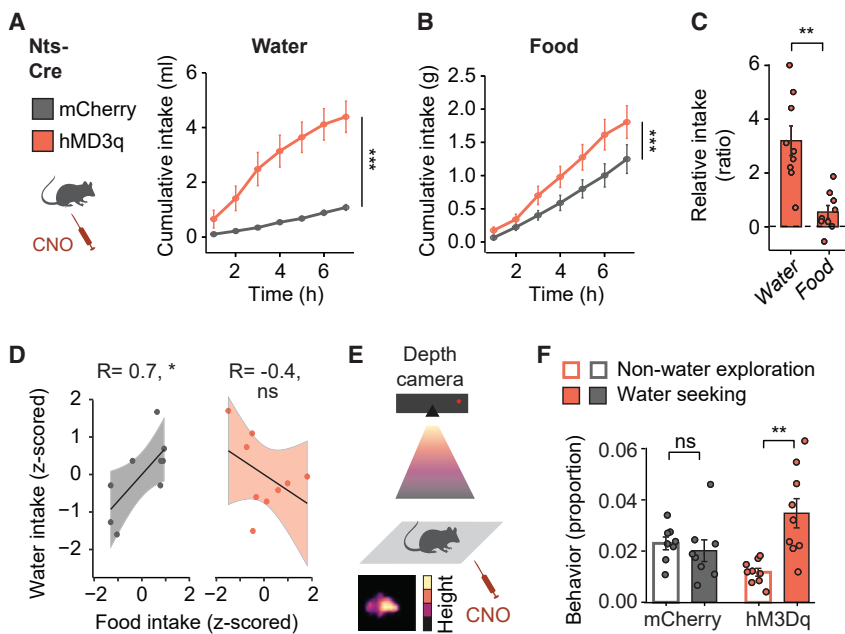 A
Nts-
Cre
mCherry
hMD3q
CNO
Water
Cumulative intake (ml)
6
4
2
0
***
2 4 6
Time (h)
B
Food
Cumulative intake (g)
2.5
2.0
1.5
1.0
0.5
0.0
***
2 4 6
Time (h)
C
**
Relative intake
(ratio)
6
4
2
0
Water
Food
D
R= 0.7, *
R= -0.4,
ns
Water intake (z-scored)
2
1
0
-1
-2
-2 0 2
-2 0 2
Food intake (z-scored)
E
Depth
camera
Height
CNO
F
Non-water exploration
Water seeking
Behavior (proportion)
0.06
0.04
0.02
0.00
ns
**
mCherry
hM3Dq